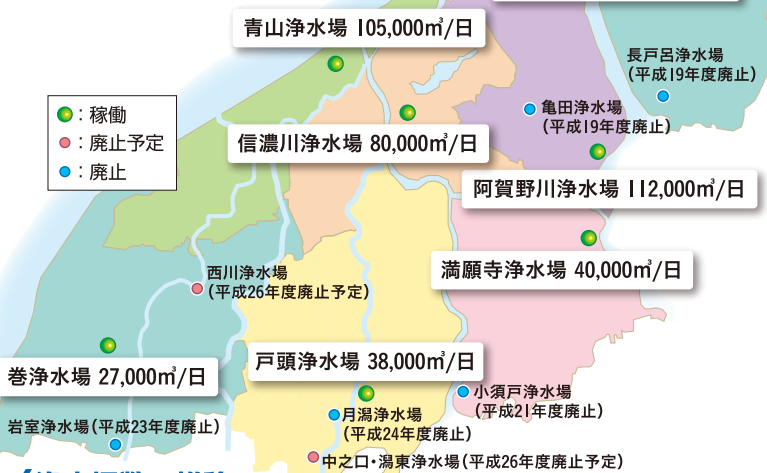 青山浄水場 105,000㎥/日
長戸呂浄水場
(平成19年度廃止)
：稼働
：廃止予定
：廃止
亀田浄水場
(平成19年度廃止)
信濃川浄水場 80,000㎥/日
阿賀野川浄水場 112,000㎥/日
満願寺浄水場 40,000㎥/日
西川浄水場
(平成26年度廃止予定)
戸頭浄水場 38,000㎥/日
巻浄水場 27,000㎥/日
小須戸浄水場
(平成21年度廃止)
月潟浄水場
(平成24年度廃止)
岩室浄水場(平成23年度廃止)
中之口・潟東浄水場(平成26年度廃止予定)